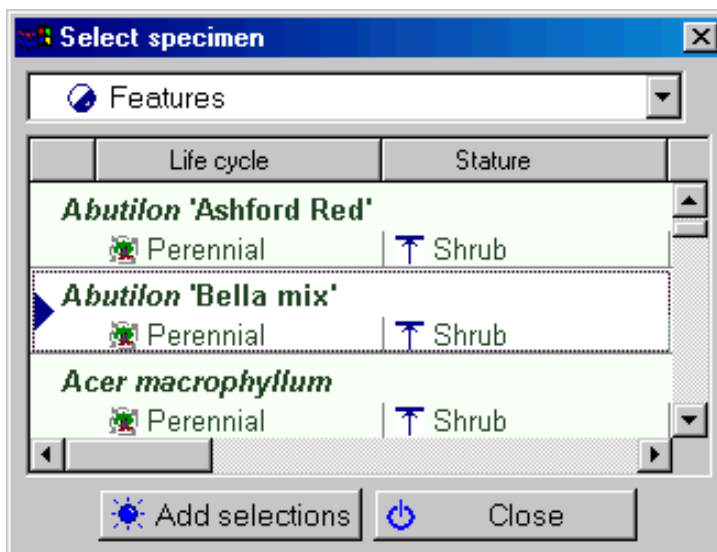 Select specimen
Features
Life cycle Stature
Abutilon 'Ashford Red'
Perennial Shrub
Abutilon 'Bella mix'
Perennial Shrub
Acer macrophyllum
Perennial Shrub
Add selections Close